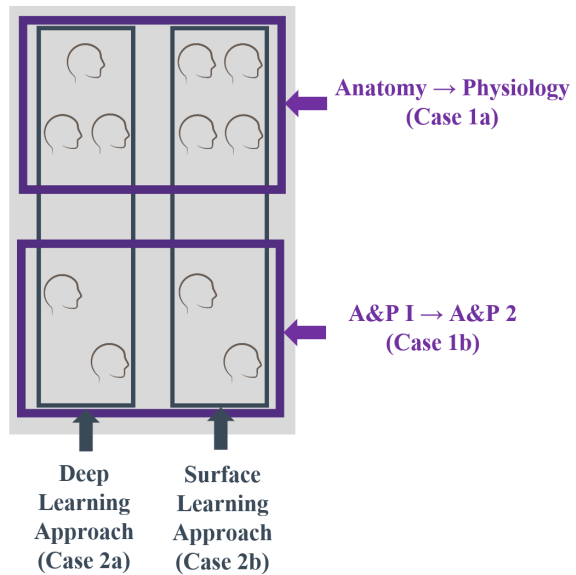 Anatomy → Physiology
(Case 1a)
A&P I → A&P 2
(Case 1b)
Deep
Learning
Approach
(Case 2a)
Surface
Learning
Approach
(Case 2b)